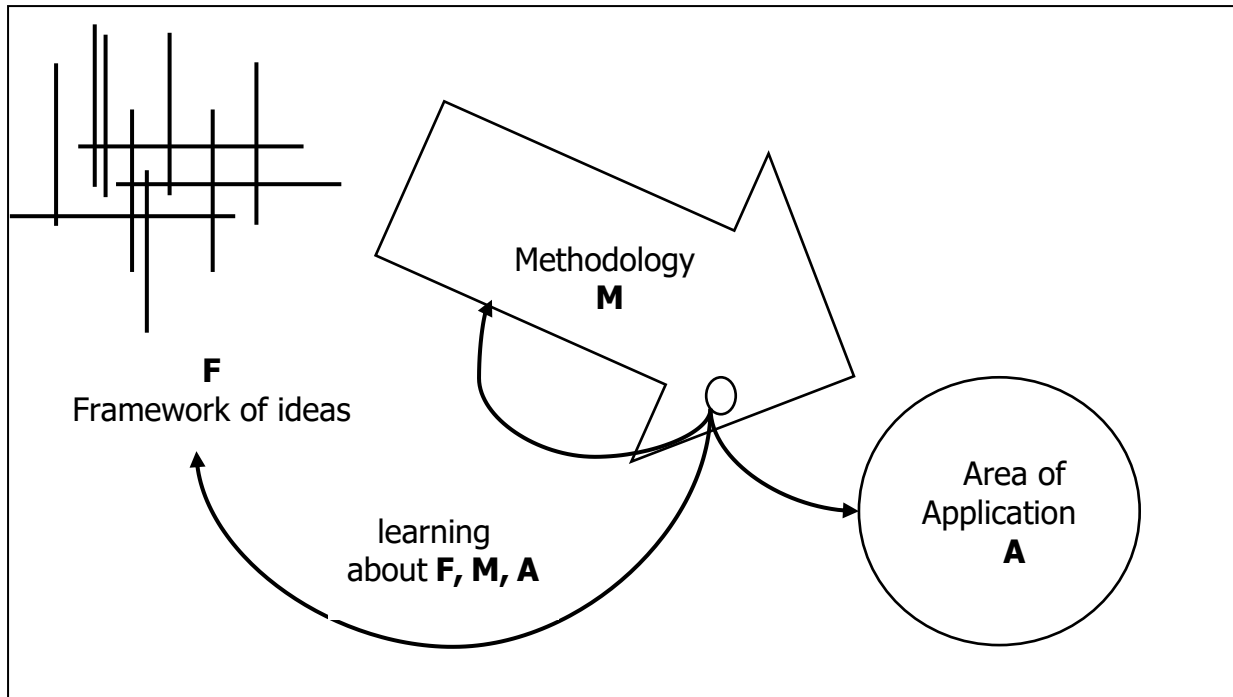 Methodology
M
F
Framework of ideas
learning
about F, M, A
Area of
Application
A